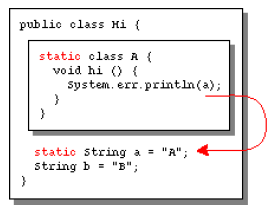 public class Hi {
static class A {
void hi () {
System.err.println(a);
}
}
static String a = "A";
String b = "B";
}